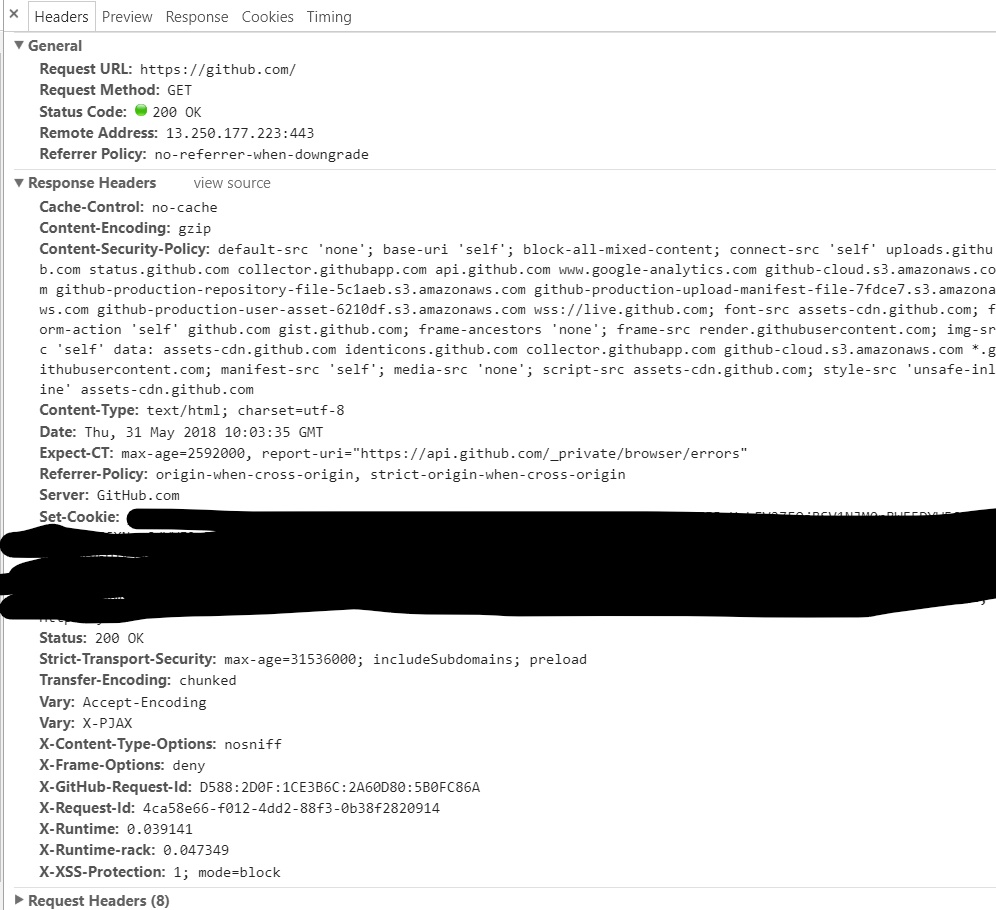 × Headers Preview Response Cookies Timing
▼ General
Request URL: https://github.com/
Request Method: GET
Status Code: 200 OK
Remote Address: 13.250.177.223:443
Referrer Policy: no-referrer-when-downgrade
▼ Response Headers view source
Cache-Control: no-cache
Content-Encoding: gzip
Content-Security-Policy: default-src 'none'; base-uri 'self'; block-all-mixed-content; connect-src 'self' uploads.githu
b.com status.github.com collector.githubapp.com api.github.com www.google-analytics.com github-cloud.s3.amazonaws.co
m github-production-repository-file-5c1aeb.s3.amazonaws.com github-production-upload-manifest-file-7fdce7.s3.amazona
ws.com github-production-user-asset-6210df.s3.amazonaws.com wss://live.github.com; font-src assets-cdn.github.com; f
orm-action 'self' github.com gist.github.com; frame-ancestors 'none'; frame-src render.githubusercontent.com; img-sr
c 'self' data: assets-cdn.github.com identicons.github.com collector.githubapp.com github-cloud.s3.amazonaws.com *.g
ithubusercontent.com; manifest-src 'self'; media-src 'none'; script-src assets-cdn.github.com; style-src 'unsafe-inl
ine' assets-cdn.github.com
Content-Type: text/html; charset=utf-8
Date: Thu, 31 May 2018 10:03:35 GMT
Expect-CT: max-age=2592000, report-uri="https://api.github.com/_private/browser/errors"
Referrer-Policy: origin-when-cross-origin, strict-origin-when-cross-origin
Server: GitHub.com
Set-Cookie:
Status: 200 OK
Strict-Transport-Security: max-age=31536000; includeSubdomains; preload
Transfer-Encoding: chunked
Vary: Accept-Encoding
Vary: X-PJAX
X-Content-Type-Options: nosniff
X-Frame-Options: deny
X-GitHub-Request-Id: D588:2D0F:1CE3B6C:2A60D80:5B0FC86A
X-Request-Id: 4ca58e66-f012-4dd2-88f3-0b38f2820914
X-Runtime: 0.039141
X-Runtime-rack: 0.047349
X-XSS-Protection: 1; mode=block
▶ Request Headers (8)